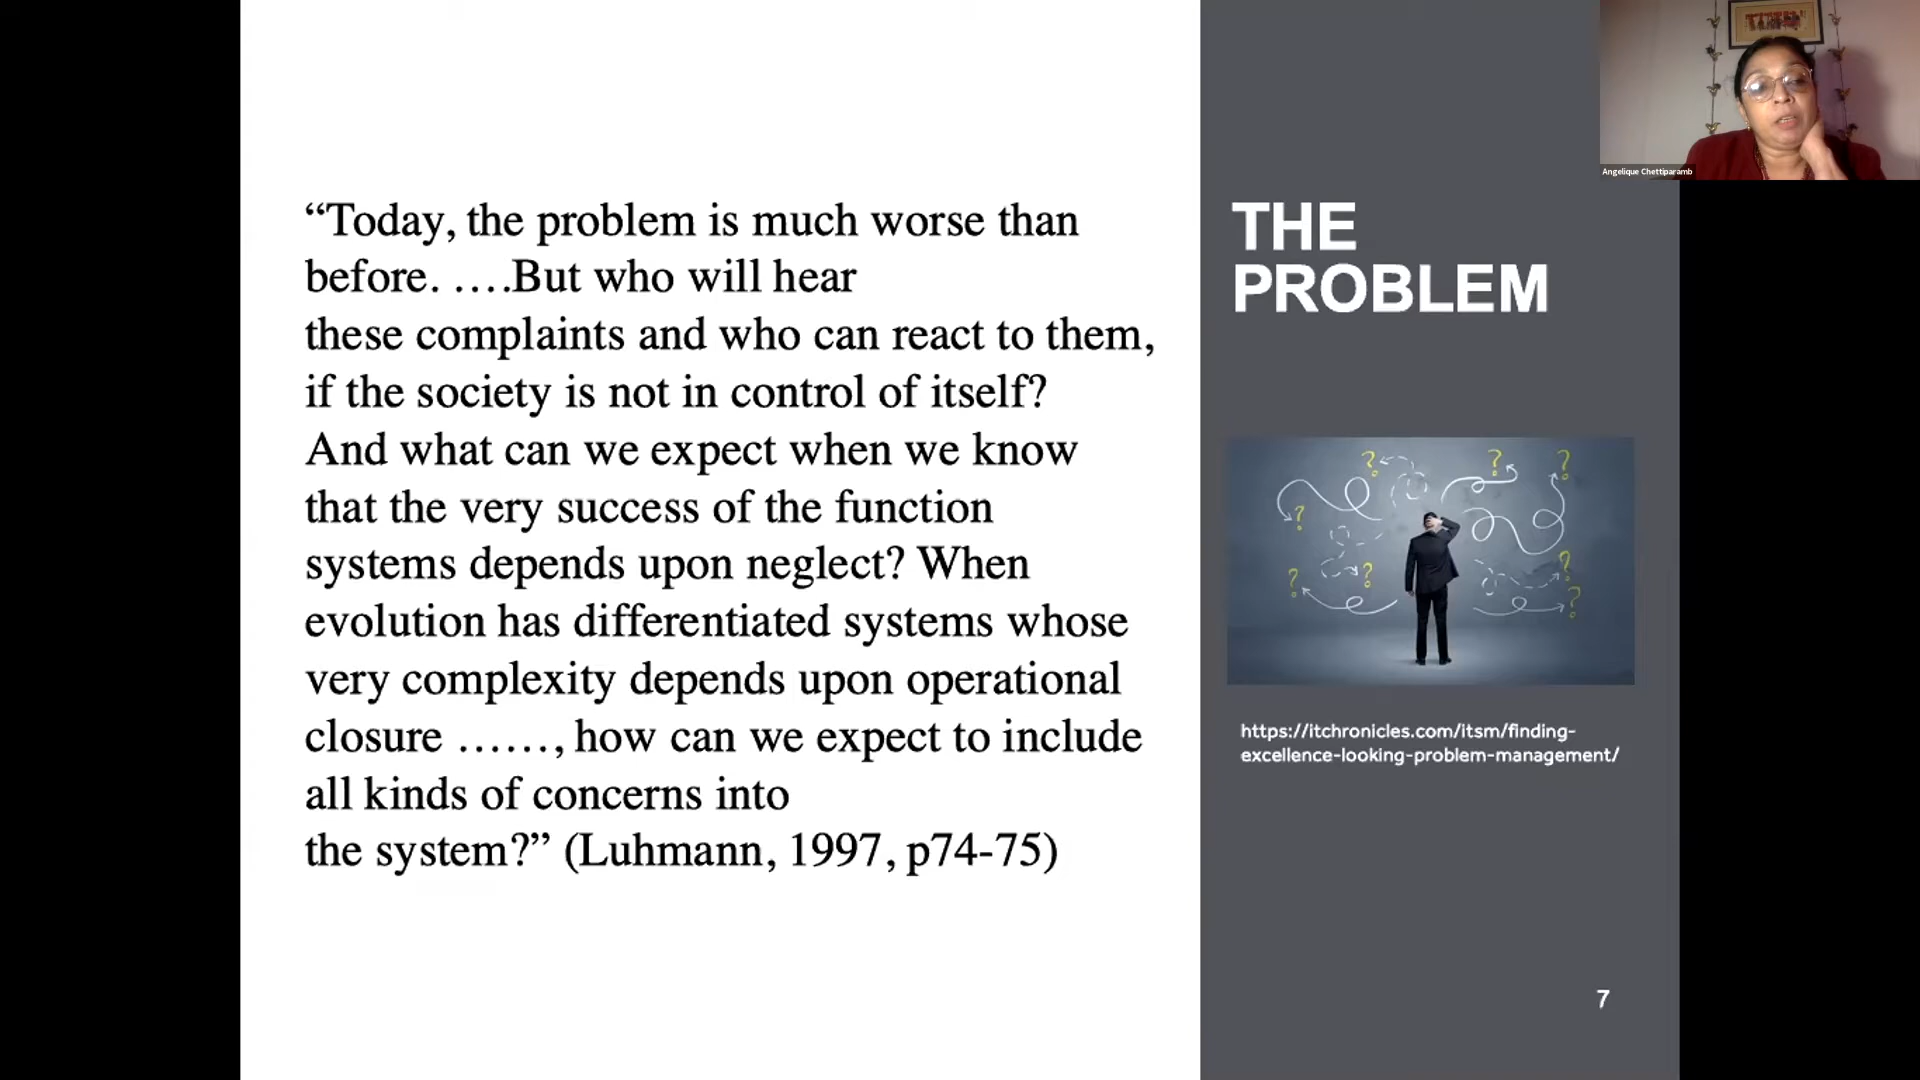 “Today, the problem is much worse than
before. ….But who will hear
these complaints and who can react to them,
if the society is not in control of itself?
And what can we expect when we know
that the very success of the function
systems depends upon neglect? When
evolution has differentiated systems whose
very complexity depends upon operational
closure ……, how can we expect to include
all kinds of concerns into
the system?” (Luhmann, 1997, p74-75)
THE
PROBLEM
? ? ?
?
? ? ?
?
https://itchronicles.com/itsm/finding-
excellence-looking-problem-management/
7
Angelique Chettiparamb